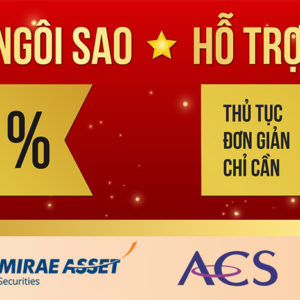 NGÔI SAO ★ HỖ TRỢ
%
THỦ TỤC
ĐƠN GIẢN
CHỈ CẦN
MIRAE ASSET
Securities
ACS